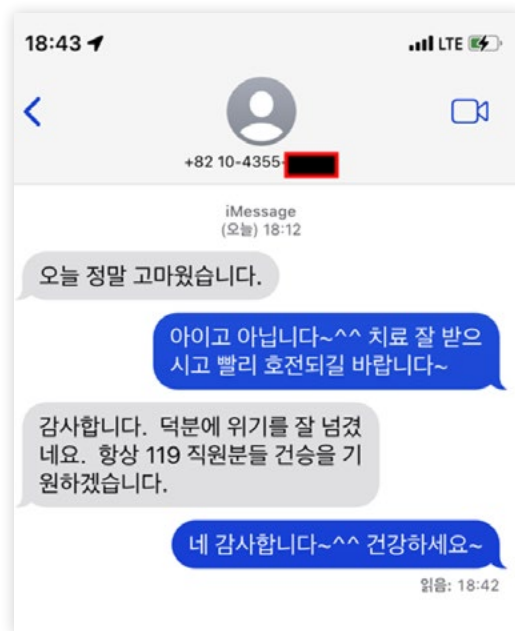 18:43
LTE
+82 10-4355-
iMessage
(오늘) 18:12
오늘 정말 고마웠습니다.
아이고 아닙니다~^^ 치료 잘 받으
시고 빨리 호전되길 바랍니다~
감사합니다. 덕분에 위기를 잘 넘겼
네요. 항상 119 직원분들 건승을 기
원하겠습니다.
네 감사합니다~^^ 건강하세요~
읽음: 18:42